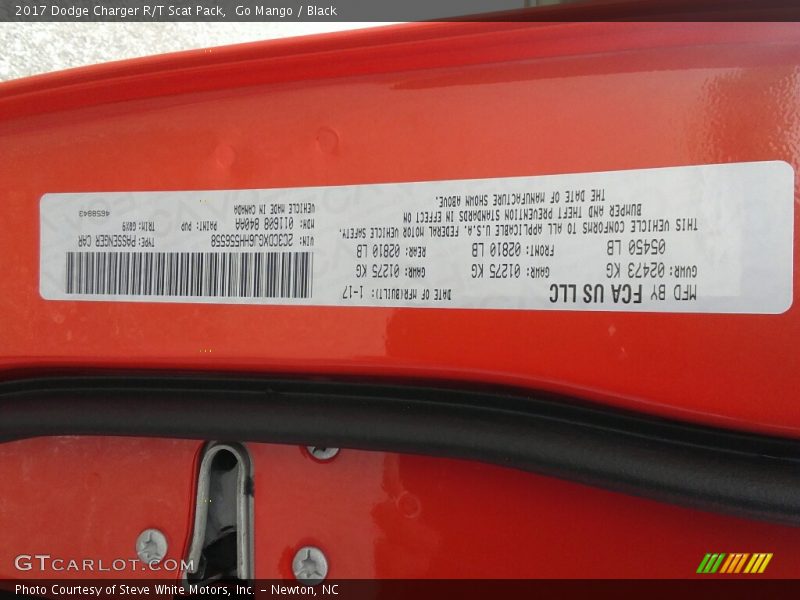 2017 Dodge Charger R/T Scat Pack, Go Mango / Black
MFD BY FCA US LLC
DATE OF MFR(BUILT): 1-17
GVWR: 02473 KG
GAWR: 01275 KG
GAWR: 01275 KG
05450 LB
FRONT: 02810 LB
REAR: 02810 LB
THIS VEHICLE CONFORMS TO ALL APPLICABLE U.S.A. FEDERAL MOTOR VEHICLE SAFETY,
BUMPER AND THEFT PREVENTION STANDARDS IN EFFECT ON
THE DATE OF MANUFACTURE SHOWN ABOVE.
VIN: 2C3CDXGJ6HH550558
TYPE: PASSENGER CAR
MDH: 011608 840AA
PAINT: PVP
TRIM: G0X9
VEHICLE MADE IN CANADA
4658943
GTCARLOT.COM
Photo Courtesy of Steve White Motors, Inc. – Newton, NC